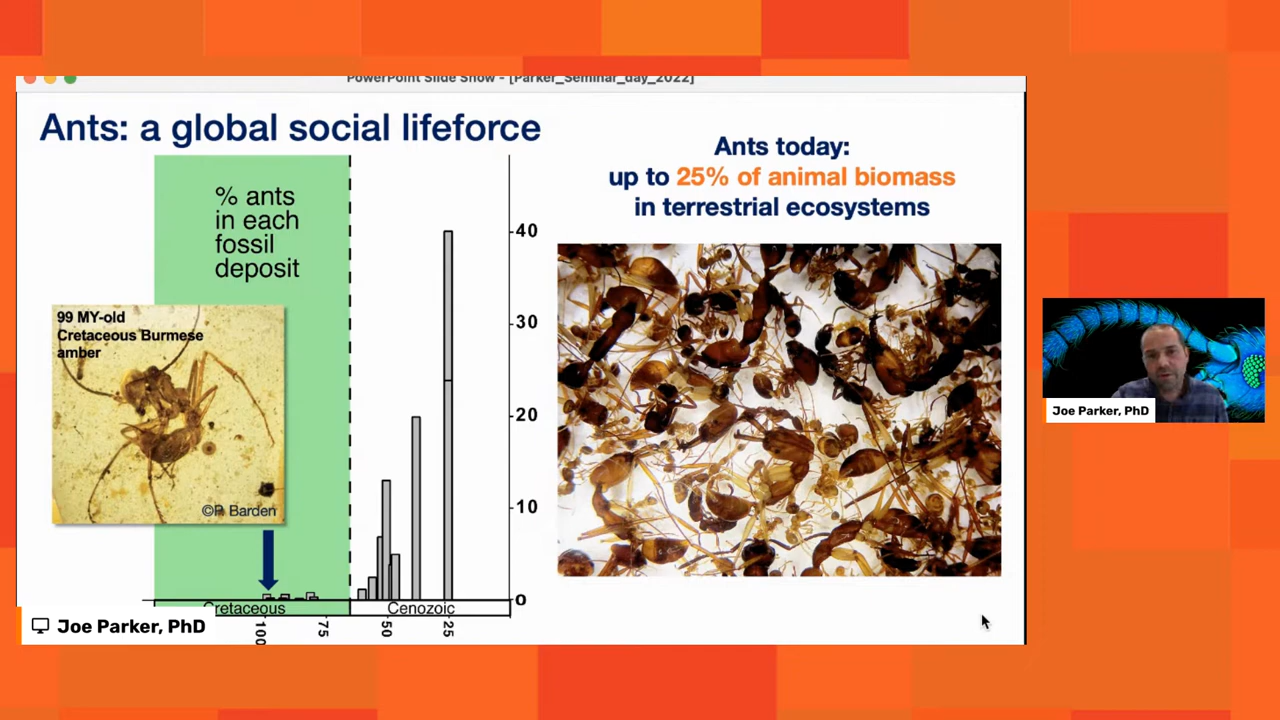 PowerPoint Slide Show - [Parker_Seminar_day_2022]
Ants: a global social lifeforce
% ants
in each
fossil
deposit
99 MY-old
Cretaceous Burmese
amber
©P. Barden
40
30
20
10
0
Cretaceous
Cenozoic
100
75
50
25
Ants today:
up to 25% of animal biomass
in terrestrial ecosystems
Joe Parker, PhD
Joe Parker, PhD